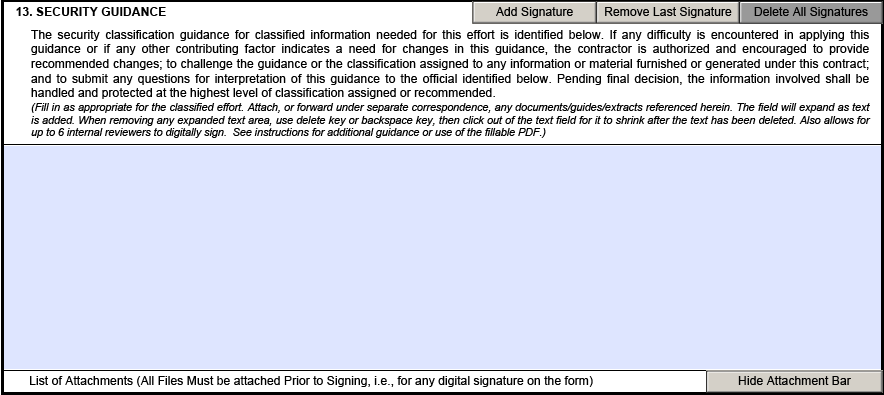 13. SECURITY GUIDANCE Add Signature Remove Last Signature Delete All Signatures
The security classification guidance for classified information needed for this effort is identified below. If any difficulty is encountered in applying this
guidance or if any other contributing factor indicates a need for changes in this guidance, the contractor is authorized and encouraged to provide
recommended changes; to challenge the guidance or the classification assigned to any information or material furnished or generated under this contract;
and to submit any questions for interpretation of this guidance to the official identified below. Pending final decision, the information involved shall be
handled and protected at the highest level of classification assigned or recommended.
(Fill in as appropriate for the classified effort. Attach, or forward under separate correspondence, any documents/guides/extracts referenced herein. The field will expand as text
is added. When removing any expanded text area, use delete key or backspace key, then click out of the text field for it to shrink after the text has been deleted. Also allows for
up to 6 internal reviewers to digitally sign. See instructions for additional guidance or use of the fillable PDF.)
List of Attachments (All Files Must be attached Prior to Signing, i.e., for any digital signature on the form) Hide Attachment Bar